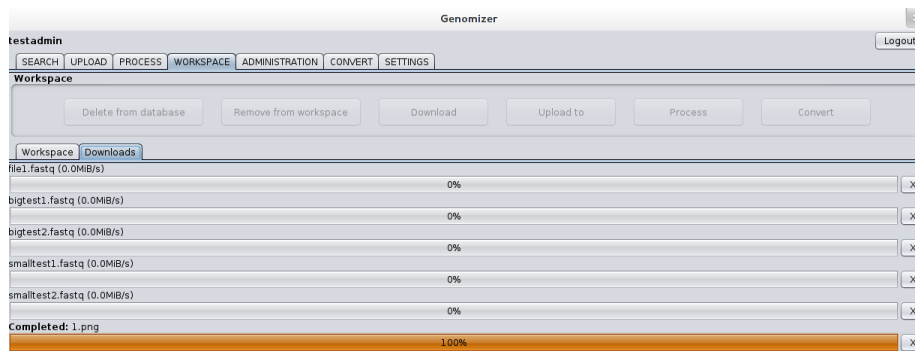 Genomizer
testadmin Logout
SEARCH UPLOAD PROCESS WORKSPACE ADMINISTRATION CONVERT SETTINGS
Workspace
Delete from database Remove from workspace Download Upload to Process Convert
Workspace Downloads
file1.fastq (0.0MiB/s)
0% X
bigtest1.fastq (0.0MiB/s)
0% X
bigtest2.fastq (0.0MiB/s)
0% X
smalltest1.fastq (0.0MiB/s)
0% X
smalltest2.fastq (0.0MiB/s)
0% X
Completed: 1.png
100% X